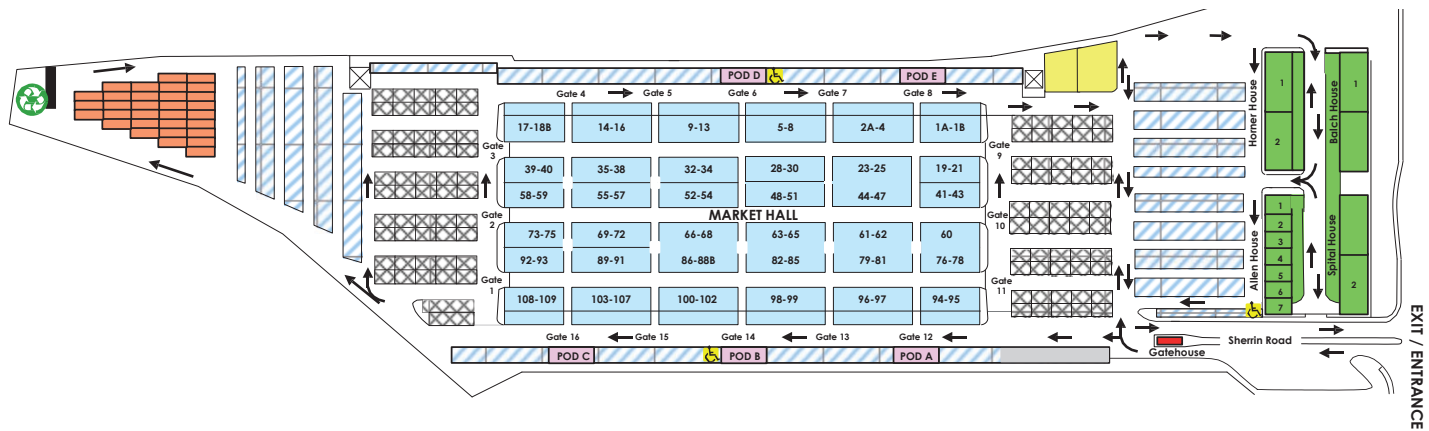 POD D
POD E
Gate 4
Gate 5
Gate 6
Gate 7
Gate 8
17-18B
14-16
9-13
5-8
2A-4
1A-1B
Gate
3
Gate
9
39-40
35-38
32-34
28-30
23-25
19-21
58-59
55-57
52-54
48-51
44-47
41-43
MARKET HALL
Gate
2
Gate
10
73-75
69-72
66-68
63-65
61-62
60
92-93
89-91
86-88B
82-85
79-81
76-78
Gate
1
Gate
11
108-109
103-107
100-102
98-99
96-97
94-95
Gate 16
Gate 15
Gate 14
Gate 13
Gate 12
POD C
POD B
POD A
Horner House
1
2
Balch House
1
Allen House
1
2
3
4
5
6
7
Spital House
2
Gatehouse
Sherrin Road
EXIT / ENTRANCE